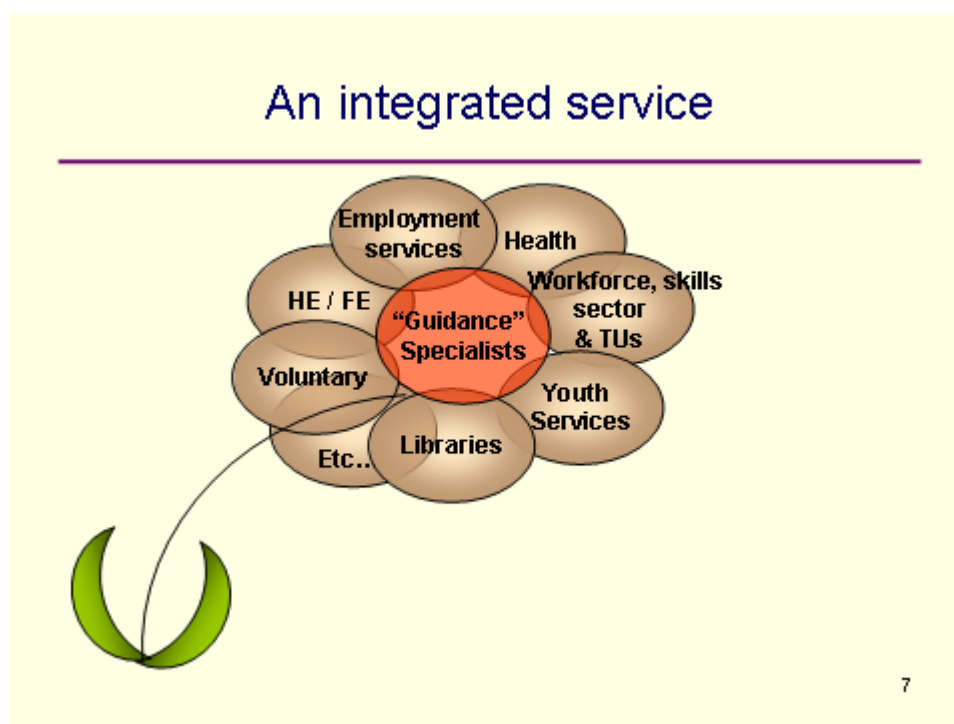 An integrated service
Employment
services
Health
Workforce, skills
sector
& TUs
HE / FE
“Guidance”
Specialists
Voluntary
Youth
Services
Libraries
Etc..
7